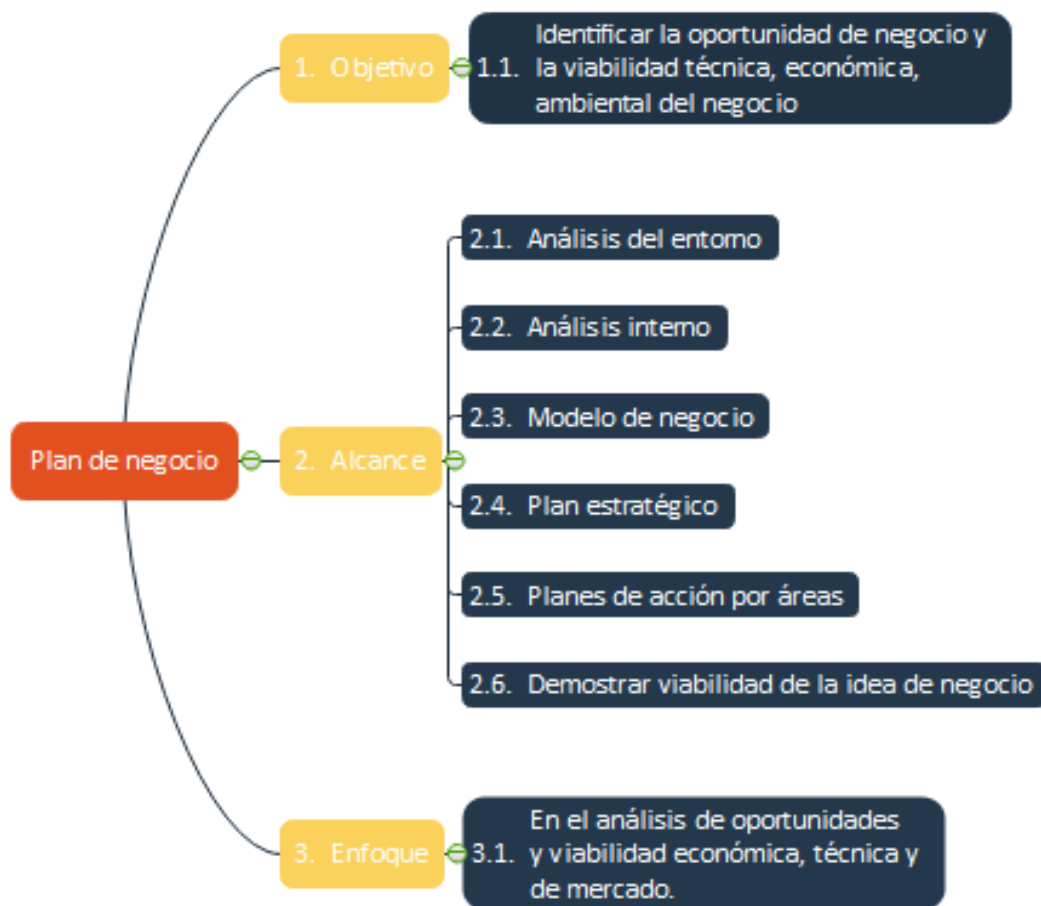 1. Objetivo
1.1. Identificar la oportunidad de negocio y
la viabilidad técnica, económica,
ambiental del negocio
2.1. Análisis del entorno
2.2. Análisis interno
2.3. Modelo de negocio
Plan de negocio
2. Alcance
2.4. Plan estratégico
2.5. Planes de acción por áreas
2.6. Demostrar viabilidad de la idea de negocio
3. Enfoque
3.1. En el análisis de oportunidades
y viabilidad económica, técnica y
de mercado.